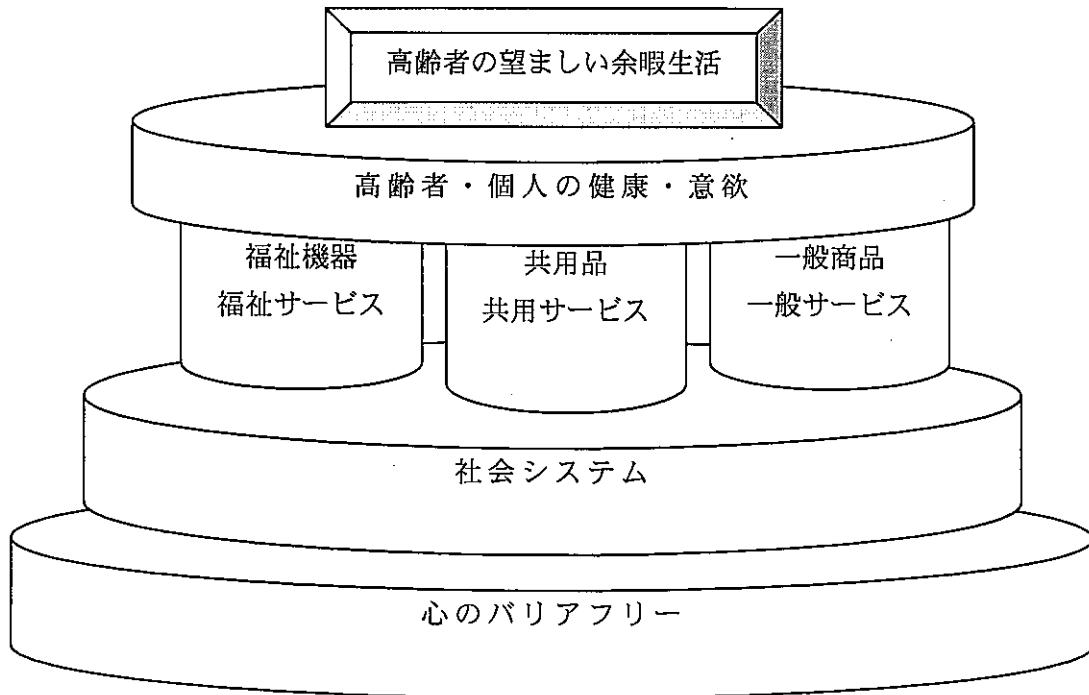 高齢者の望ましい余暇生活
高齢者・個人の健康・意欲
福祉機器
福祉サービス
共用品
共用サービス
一般商品
一般サービス
社会システム
心のバリアフリー